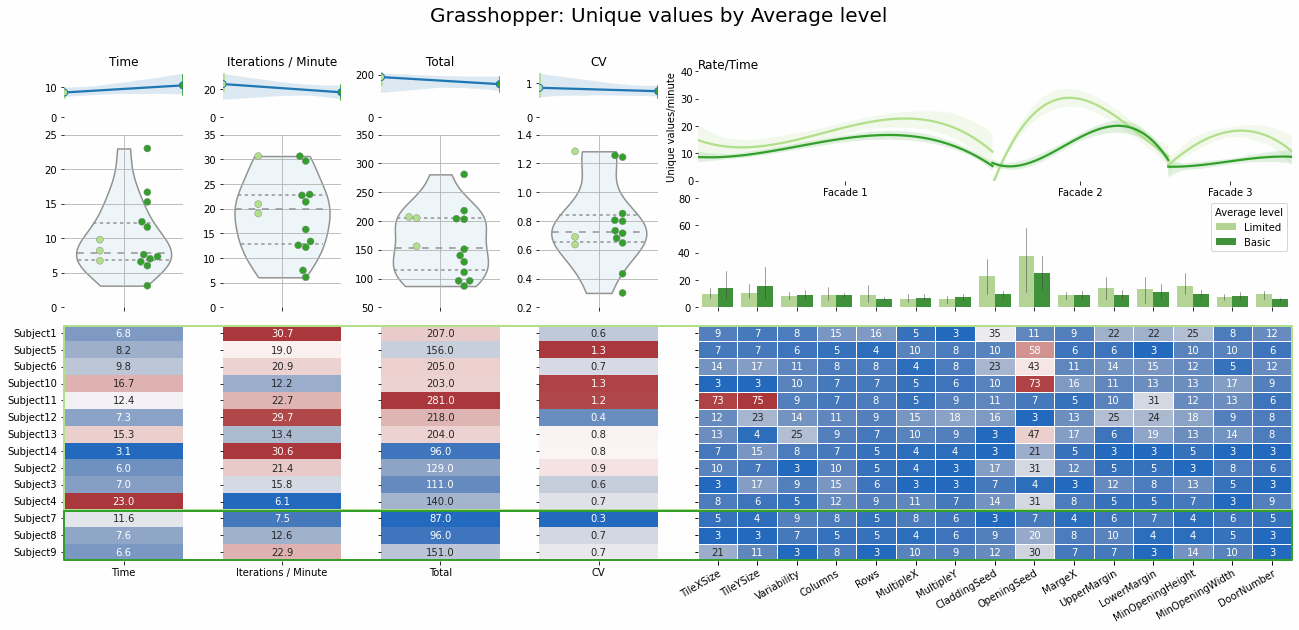 Grasshopper: Unique values by Average level
Time
Iterations / Minute
Total
CV
Rate/Time
10
0
20
0
200
0
1
0
Unique values/minute
40
30
20
10
0
Facade 1
Facade 2
Facade 3
25
20
15
10
5
0
35
30
25
20
15
10
5
0
350
300
250
200
150
100
50
1.4
1.2
1.0
0.8
0.6
0.4
0.2
80
60
40
20
0
Average level
Limited
Basic
Subject1 6.8 30.7 207.0 0.6 9 7 8 15 16 5 3 35 11 9 22 22 25 8 12
Subject5 8.2 19.0 156.0 1.3 7 7 6 5 4 10 8 10 58 6 6 3 10 10 6
Subject6 9.8 20.9 205.0 0.7 14 17 11 8 8 4 8 23 43 11 14 15 12 5 12
Subject10 16.7 12.2 203.0 1.3 3 3 10 7 7 5 6 10 73 16 11 13 13 17 9
Subject11 12.4 22.7 281.0 1.2 73 75 9 7 8 5 9 11 7 5 10 31 12 13 6
Subject12 7.3 29.7 218.0 0.4 12 23 14 11 9 15 18 16 3 13 25 24 18 9 8
Subject13 15.3 13.4 204.0 0.8 13 4 25 9 7 10 9 3 47 17 6 19 13 14 8
Subject14 3.1 30.6 96.0 0.8 7 15 8 7 5 4 4 3 21 5 3 3 5 3 3
Subject2 6.0 21.4 129.0 0.9 10 7 3 10 5 4 3 17 31 12 5 5 3 8 6
Subject3 7.0 15.8 111.0 0.6 3 17 9 15 6 3 3 7 4 3 12 8 13 5 3
Subject4 23.0 6.1 140.0 0.7 8 6 5 12 9 11 7 14 31 8 5 5 7 3 9
Subject7 11.6 7.5 87.0 0.3 5 4 9 8 5 8 6 3 7 4 6 7 4 6 5
Subject8 7.6 12.6 96.0 0.7 3 3 7 5 5 4 6 9 20 8 10 4 4 5 3
Subject9 6.6 22.9 151.0 0.7 21 11 3 8 3 10 9 12 30 7 7 3 14 10 3
Time
Iterations / Minute
Total
CV
TileXSize
TileYSize
Variability
Columns
Rows
MultipleX
MultipleY
CladdingSeed
OpeningSeed
MargeX
UpperMargin
LowerMargin
MinOpeningHeight
MinOpeningWidth
DoorNumber